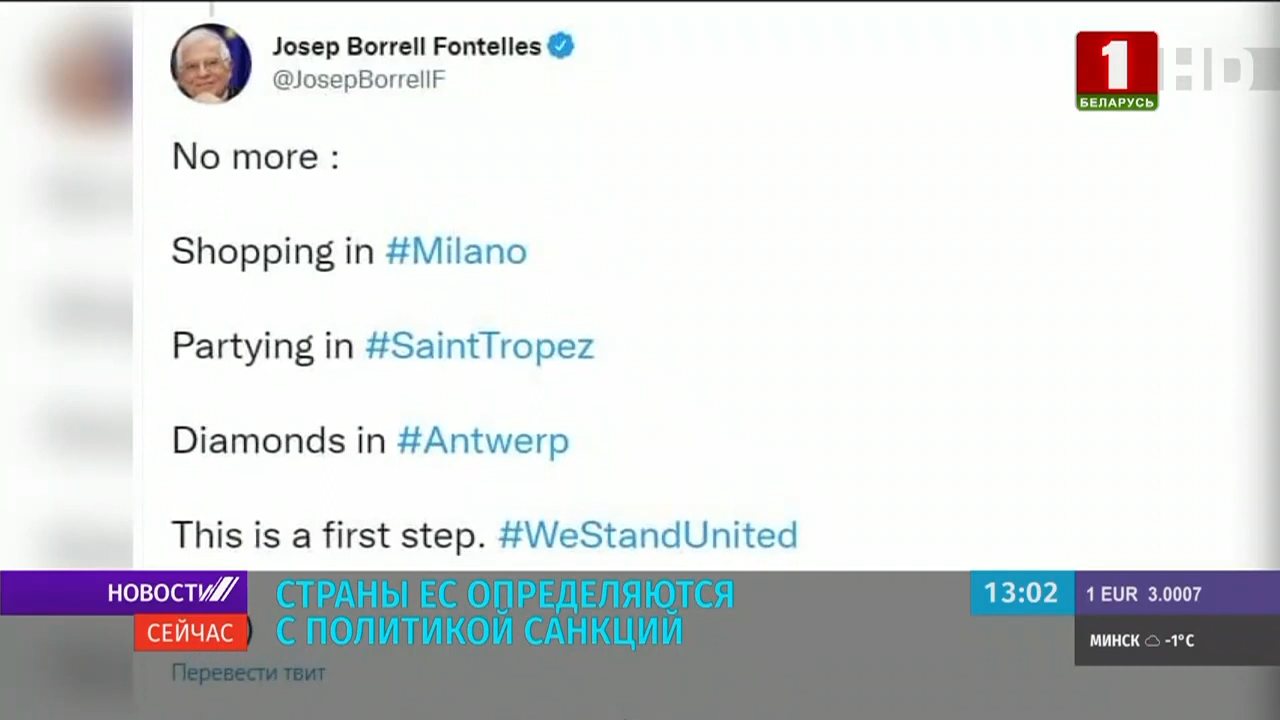 Josep Borrell Fontelles
@JosepBorrellF
1 HD
БЕЛАРУСЬ
No more :
Shopping in #Milano
Partying in #SaintTropez
Diamonds in #Antwerp
This is a first step. #WeStandUnited
НОВОСТИ
СЕЙЧАС
СТРАНЫ ЕС ОПРЕДЕЛЯЮТСЯ
С ПОЛИТИКОЙ САНКЦИЙ
13:02
1 EUR 3.0007
МИНСК -1°C
Перевести твит